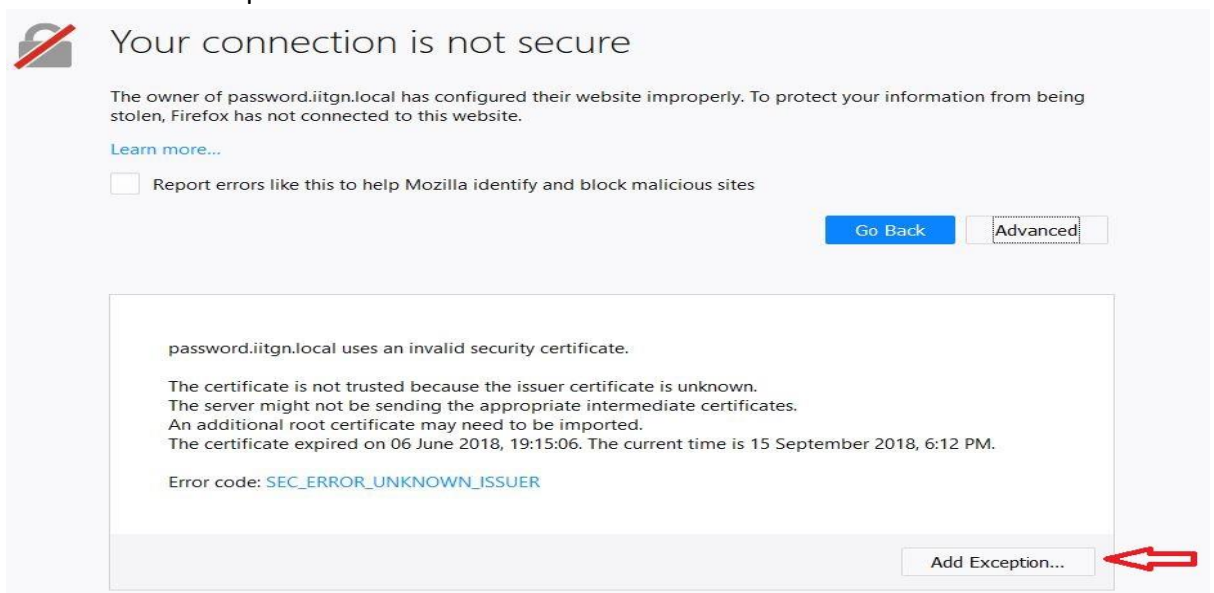 Your connection is not secure
The owner of password.iitgn.local has configured their website improperly. To protect your information from being
stolen, Firefox has not connected to this website.
Learn more...
Report errors like this to help Mozilla identify and block malicious sites
Go Back
Advanced
password.iitgn.local uses an invalid security certificate.
The certificate is not trusted because the issuer certificate is unknown.
The server might not be sending the appropriate intermediate certificates.
An additional root certificate may need to be imported.
The certificate expired on 06 June 2018, 19:15:06. The current time is 15 September 2018, 6:12 PM.
Error code: SEC_ERROR_UNKNOWN_ISSUER
Add Exception...